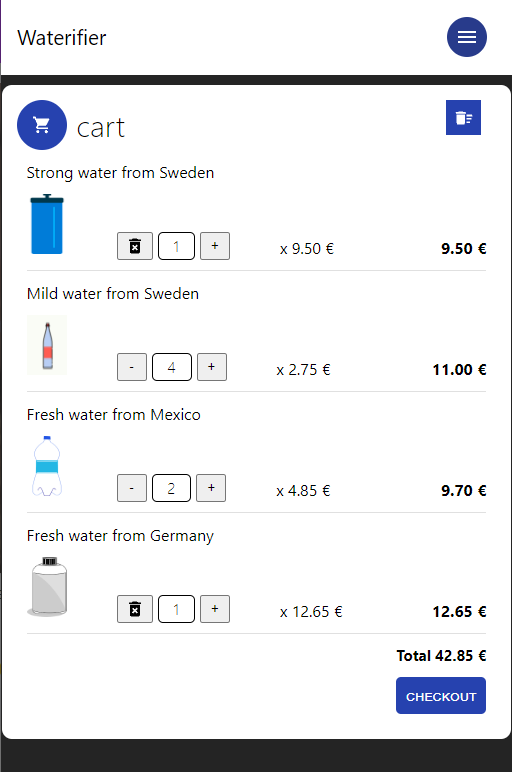 Waterifier
cart
Strong water from Sweden
1 + x 9.50 € 9.50 €
Mild water from Sweden
- 4 + x 2.75 € 11.00 €
Fresh water from Mexico
- 2 + x 4.85 € 9.70 €
Fresh water from Germany
1 + x 12.65 € 12.65 €
Total 42.85 €
CHECKOUT